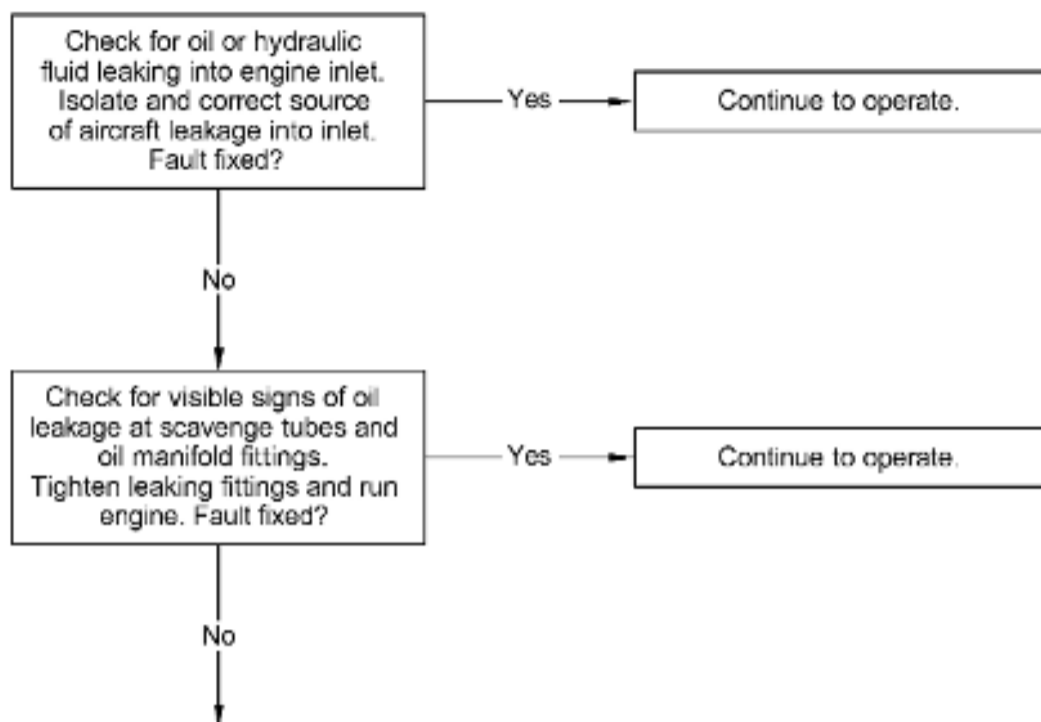 Check for oil or hydraulic
fluid leaking into engine inlet.
Isolate and correct source
of aircraft leakage into inlet.
Fault fixed?
Yes
Continue to operate.
No
Check for visible signs of oil
leakage at scavenge tubes and
oil manifold fittings.
Tighten leaking fittings and run
engine. Fault fixed?
Yes
Continue to operate.
No